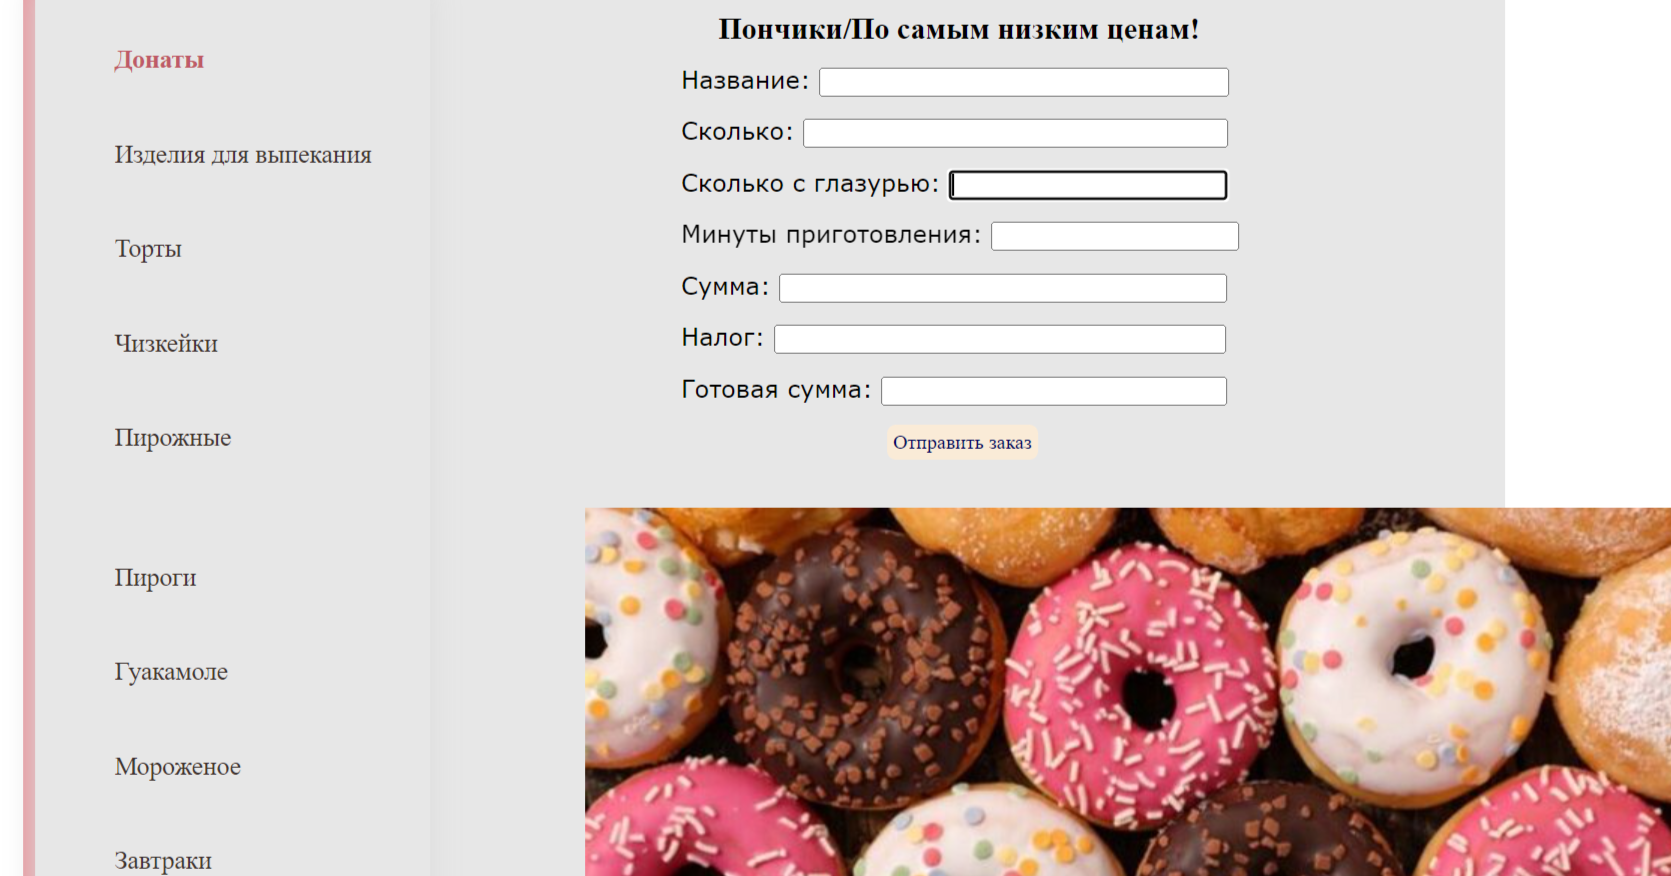 Донаты
Изделия для выпекания
Торты
Чизкейки
Пирожные
Пироги
Гуакамоле
Мороженое
Завтраки
Пончики/По самым низким ценам!
Название:
Сколько:
Сколько с глазурью:
Минуты приготовления:
Сумма:
Налог:
Готовая сумма:
Отправить заказ